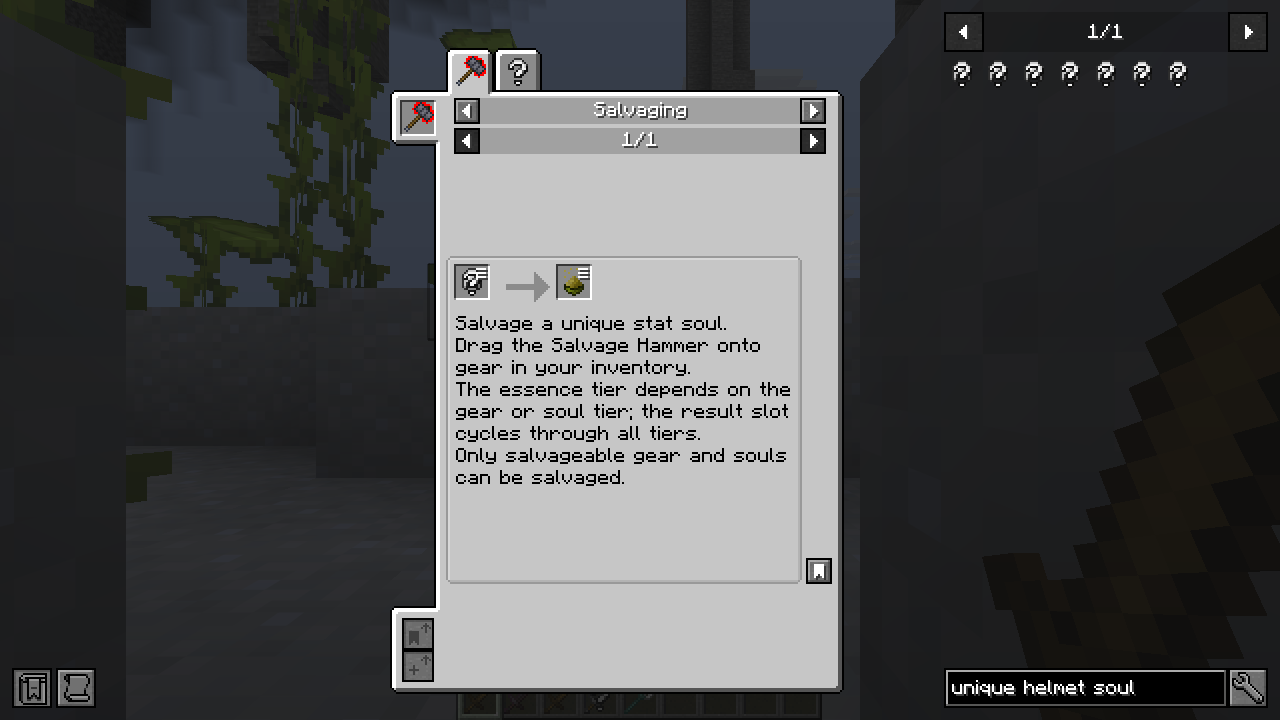 1/1
Salvaging
1/1
Salvage a unique stat soul.
Drag the Salvage Hammer onto
gear in your inventory.
The essence tier depends on the
gear or soul tier; the result slot
cycles through all tiers.
Only salvageable gear and souls
can be salvaged.
unique helmet soul